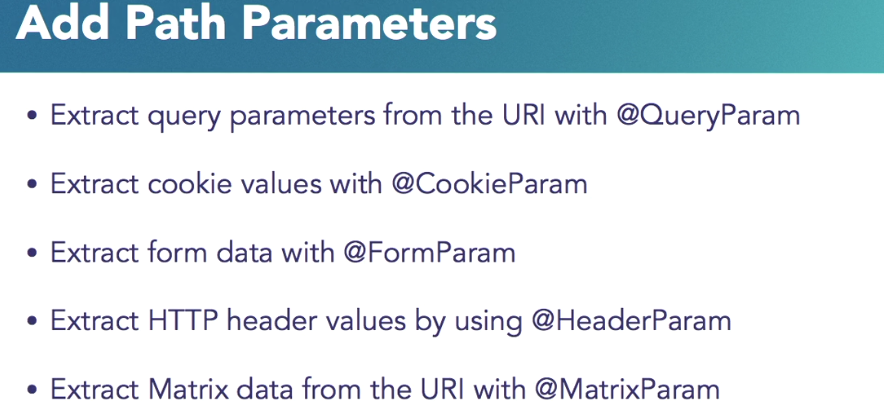 Add Path Parameters
• Extract query parameters from the URI with @QueryParam
• Extract cookie values with @CookieParam
• Extract form data with @FormParam
• Extract HTTP header values by using @HeaderParam
• Extract Matrix data from the URI with @MatrixParam